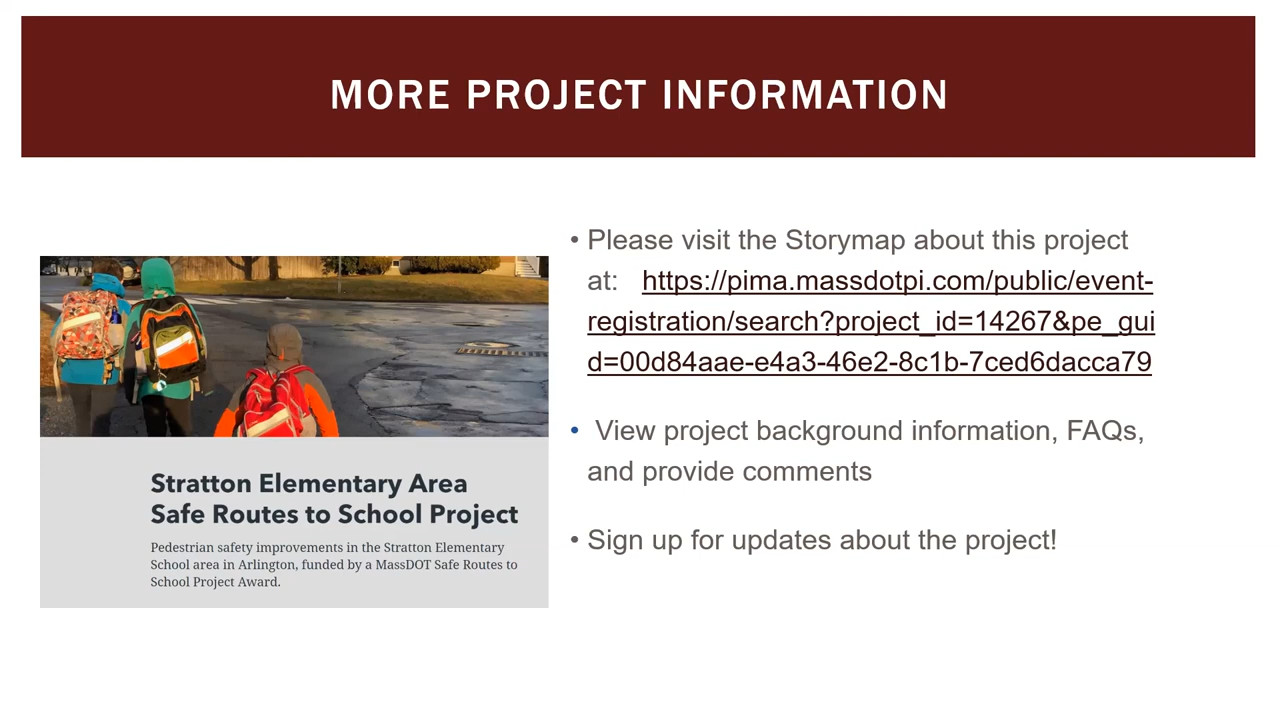 MORE PROJECT INFORMATION
• Please visit the Storymap about this project
at: https://pima.massdotpi.com/public/event-
registration/search?project_id=14267&pe_gui
d=00d84aae-e4a3-46e2-8c1b-7ced6dacca79
• View project background information, FAQs,
and provide comments
• Sign up for updates about the project!
Stratton Elementary Area
Safe Routes to School Project
Pedestrian safety improvements in the Stratton Elementary
School area in Arlington, funded by a MassDOT Safe Routes to
School Project Award.